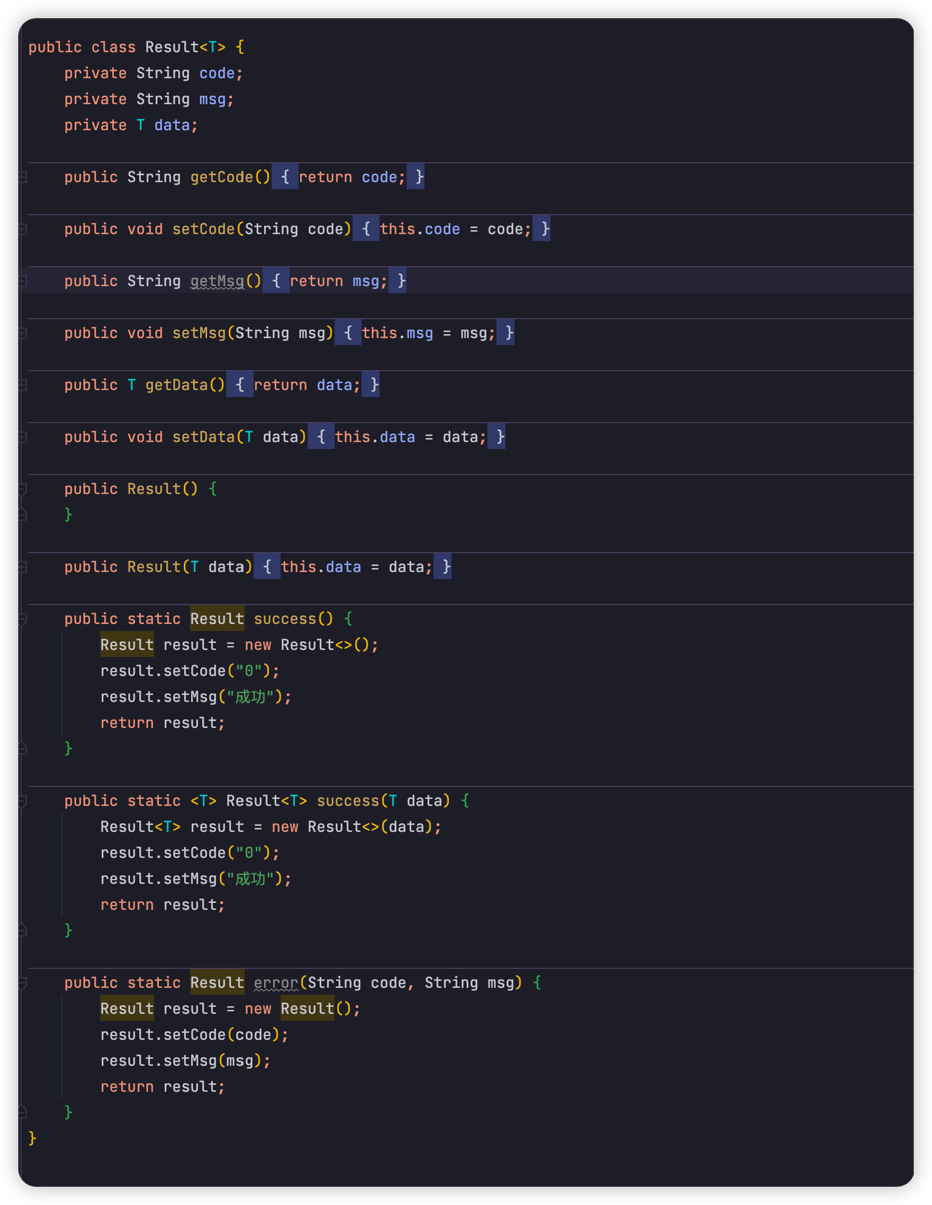 public class Result<T> {
    private String code;
    private String msg;
    private T data;
    public String getCode() { return code; }
    public void setCode(String code) { this.code = code; }
    public String getMsg() { return msg; }
    public void setMsg(String msg) { this.msg = msg; }
    public T getData() { return data; }
    public void setData(T data) { this.data = data; }
    public Result() {
    }
    public Result(T data) { this.data = data; }
    public static Result success() {
        Result result = new Result<>();
        result.setCode("0");
        result.setMsg("成功");
        return result;
    }
    public static <T> Result<T> success(T data) {
        Result<T> result = new Result<>(data);
        result.setCode("0");
        result.setMsg("成功");
        return result;
    }
    public static Result error(String code, String msg) {
        Result result = new Result();
        result.setCode(code);
        result.setMsg(msg);
        return result;
    }
}